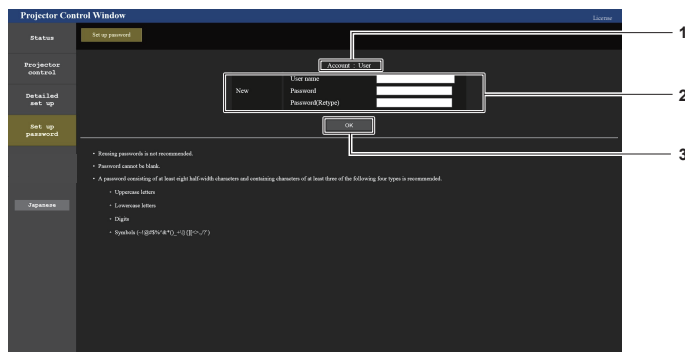 Projector Control Window
License
Status
Set up password
1
Projector
control
Account : User
User name
New
Password
Password(Retype)
2
Detailed
set up
OK
Set up
password
3
• Reusing passwords is not recommended.
• Password cannot be blank.
• A password consisting of at least eight half-width characters and containing characters of at least three of the following four types is recommended.
• Uppercase letters
Japanese
• Lowercase letters
• Digits
• Symbols